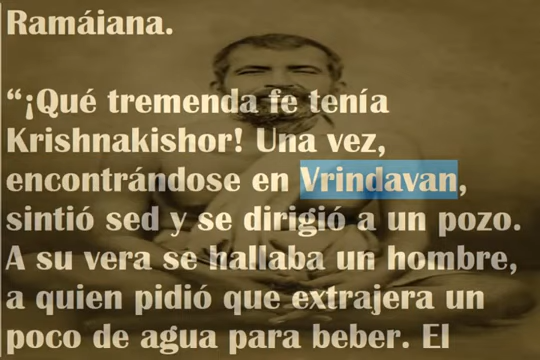 Ramáiana.
“¡Qué tremenda fe tenía
Krishnakishor! Una vez,
encontrándose en Vrindavan,
sintió sed y se dirigió a un pozo.
A su vera se hallaba un hombre,
a quien pidió que extrajera un
poco de agua para beber. El